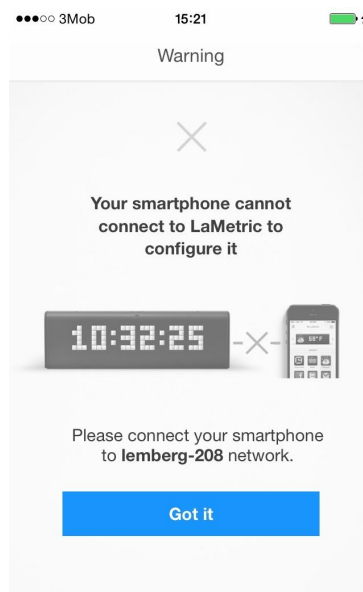 3Mob 15:21
Warning
Your smartphone cannot
connect to LaMetric to
configure it
10:32:25
68°F
Please connect your smartphone
to lemberg-208 network.
Got it